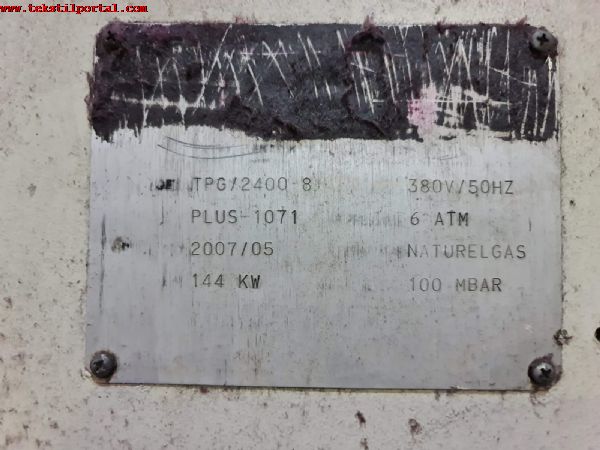 www.tekstilportal.com
TPG/2400-8 380V/50HZ
PLUS-1071 6 ATM
2007/05 NATURELGAS
144 KW 100 MBAR